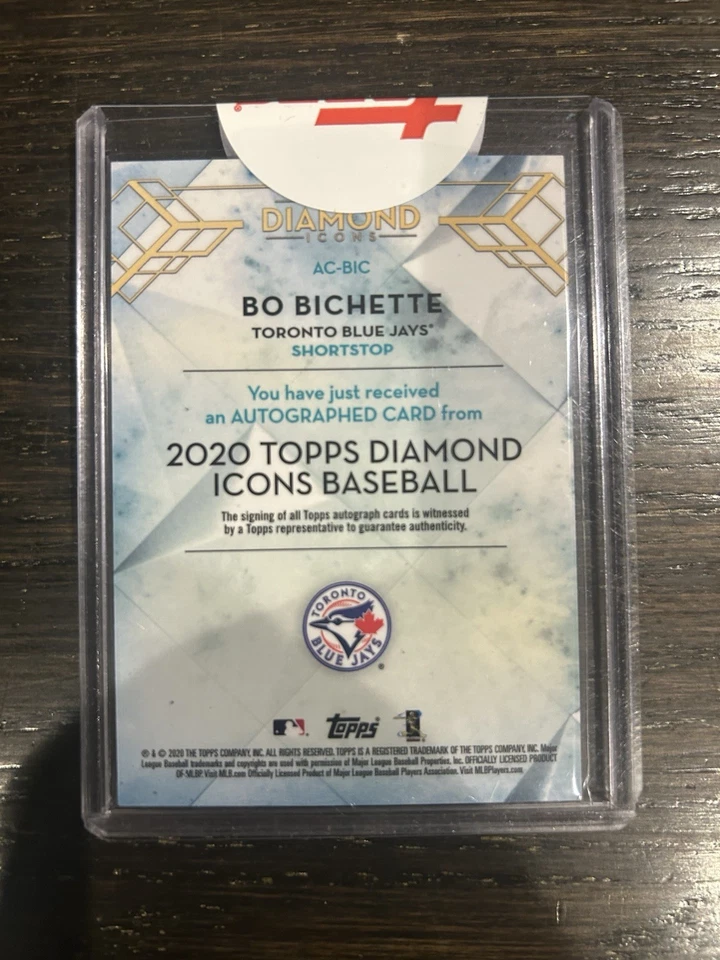 DIAMOND
ICONS
AC-BIC
BO BICHETTE
TORONTO BLUE JAYS®
SHORTSTOP
You have just received
an AUTOGRAPHED CARD from
2020 TOPPS DIAMOND
ICONS BASEBALL
The signing of all Topps autograph cards is witnessed
by a Topps representative to guarantee authenticity.
TORONTO
BLUE JAYS
Topps
® & © 2020 THE TOPPS COMPANY, INC. ALL RIGHTS RESERVED. TOPPS IS A REGISTERED TRADEMARK OF THE TOPPS COMPANY, INC. Major
League Baseball trademarks and copyrights are used with permission of Major League Baseball Properties, Inc. OFFICIALLY LICENSED PRODUCT
OF MLBP. Visit MLB.com Officially Licensed Product of Major League Baseball Players Association. Visit MLBPlayers.com